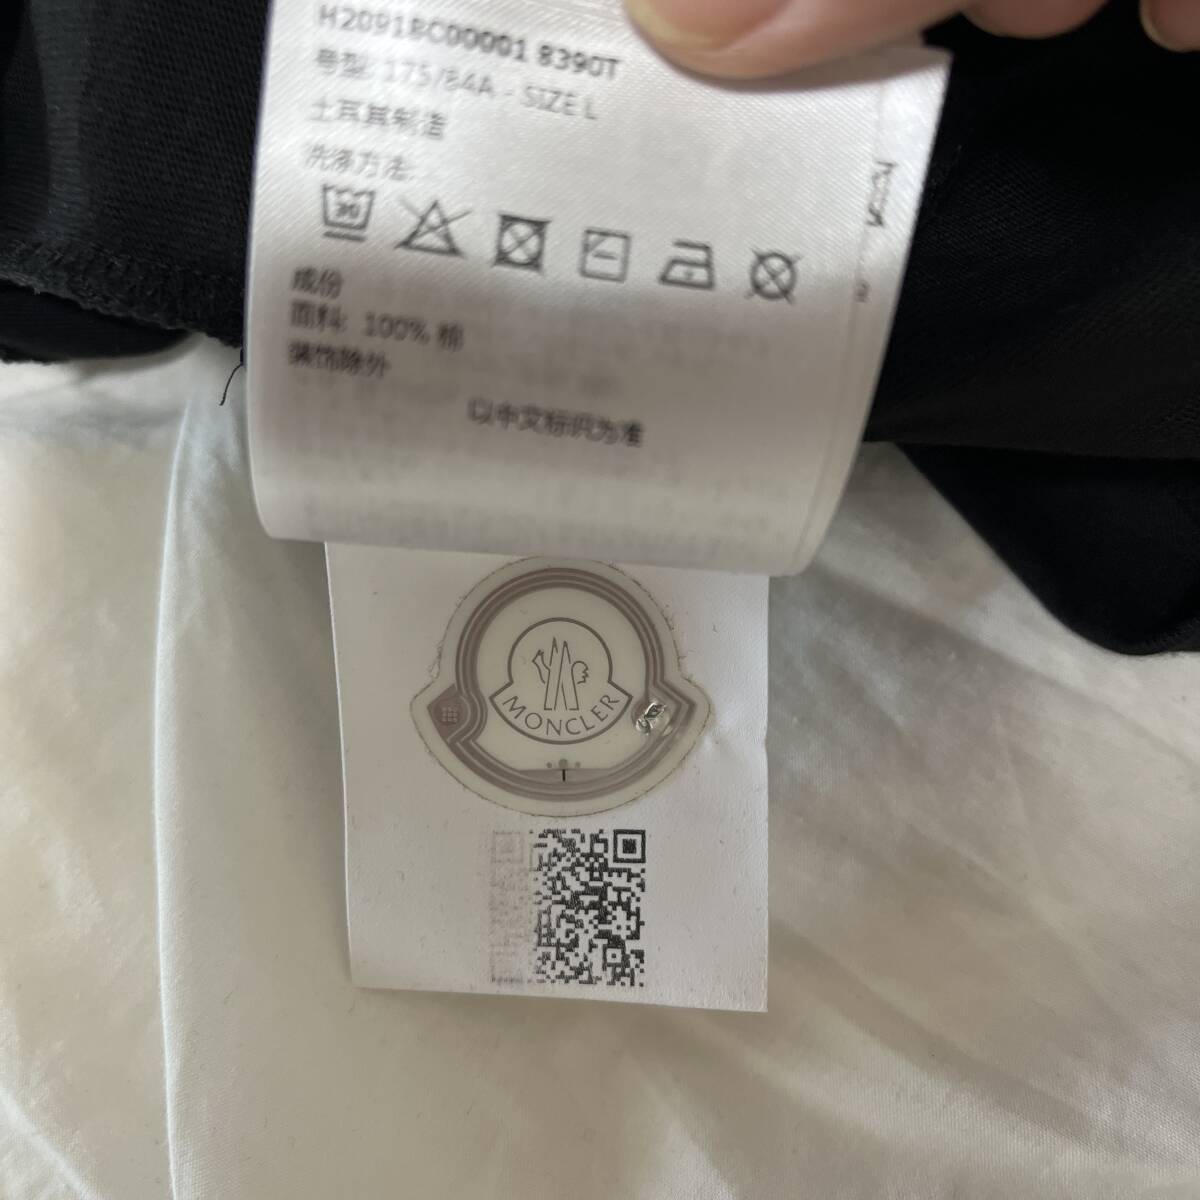 H20918C00001 8390T
号型: 175/84A - SIZE L
土耳其制造
洗涤方法:
30
成份
面料: 100% 棉
装饰除外
以中文标识为准
MONCLER